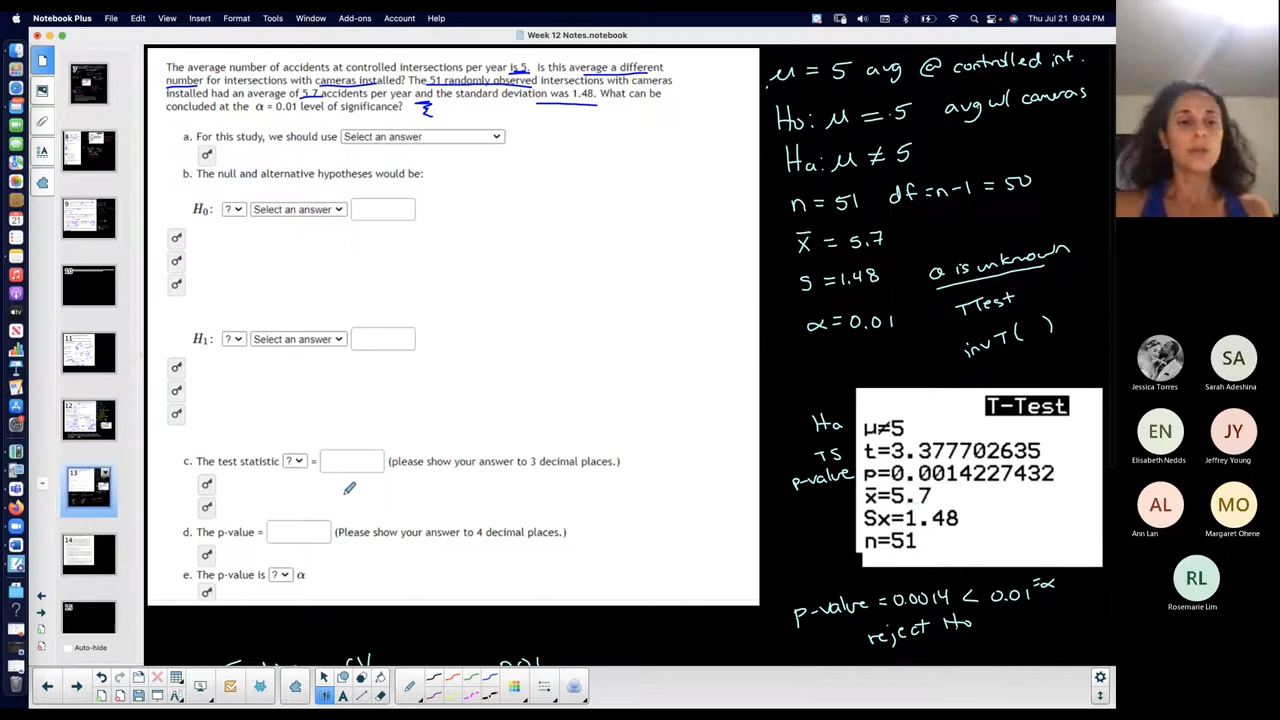 Notebook Plus File Edit View Insert Format Tools Window Add-ons Account Help Thu Jul 21 9:04 PM
Week 12 Notes.notebook
The average number of accidents at controlled intersections per year is 5. Is this average a different
number for intersections with cameras installed? The 51 randomly observed intersections with cameras
installed had an average of 5.7 accidents per year and the standard deviation was 1.48. What can be
concluded at the α = 0.01 level of significance?
a. For this study, we should use Select an answer
b. The null and alternative hypotheses would be:
H₀: ? Select an answer
H₁: ? Select an answer
c. The test statistic ? = (please show your answer to 3 decimal places.)
d. The p-value = (Please show your answer to 4 decimal places.)
e. The p-value is ? α
μ = 5 avg @ controlled int.
Ho: μ = 5 avg w/ cameras
Ha: μ ≠ 5
n = 51 df = n-1 = 50
x̄ = 5.7
s = 1.48 σ is unknown
TTest
α = 0.01
invT( )
T-Test
Ha μ≠5
TS t=3.377702635
p-value p=0.0014227432
x̄=5.7
Sx=1.48
n=51
p-value = 0.0014 < 0.01 = α
reject Ho
8
9
10
11
12
13
14
15
Auto-hide
Jessica Torres
SA
Sarah Adeshina
EN
Elisabeth Nedds
JY
Jeffrey Young
AL
Ann Lan
MO
Margaret Ohene
RL
Rosemarie Lim